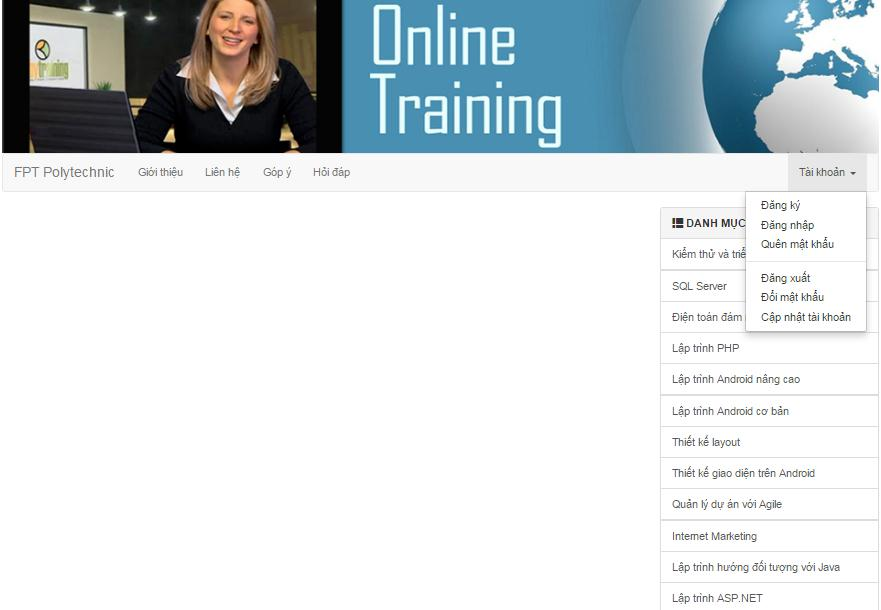 Online
Training
FPT Polytechnic Giới thiệu Liên hệ Góp ý Hỏi đáp Tài khoản
Đăng ký
Đăng nhập
Quên mật khẩu
Đăng xuất
Đổi mật khẩu
Cập nhật tài khoản
DANH MỤC
Kiểm thử và
SQL Server
Điện toán đám
Lập trình PHP
Lập trình Android nâng cao
Lập trình Android cơ bản
Thiết kế layout
Thiết kế giao diện trên Android
Quản lý dự án với Agile
Internet Marketing
Lập trình hướng đối tượng với Java
Lập trình ASP.NET